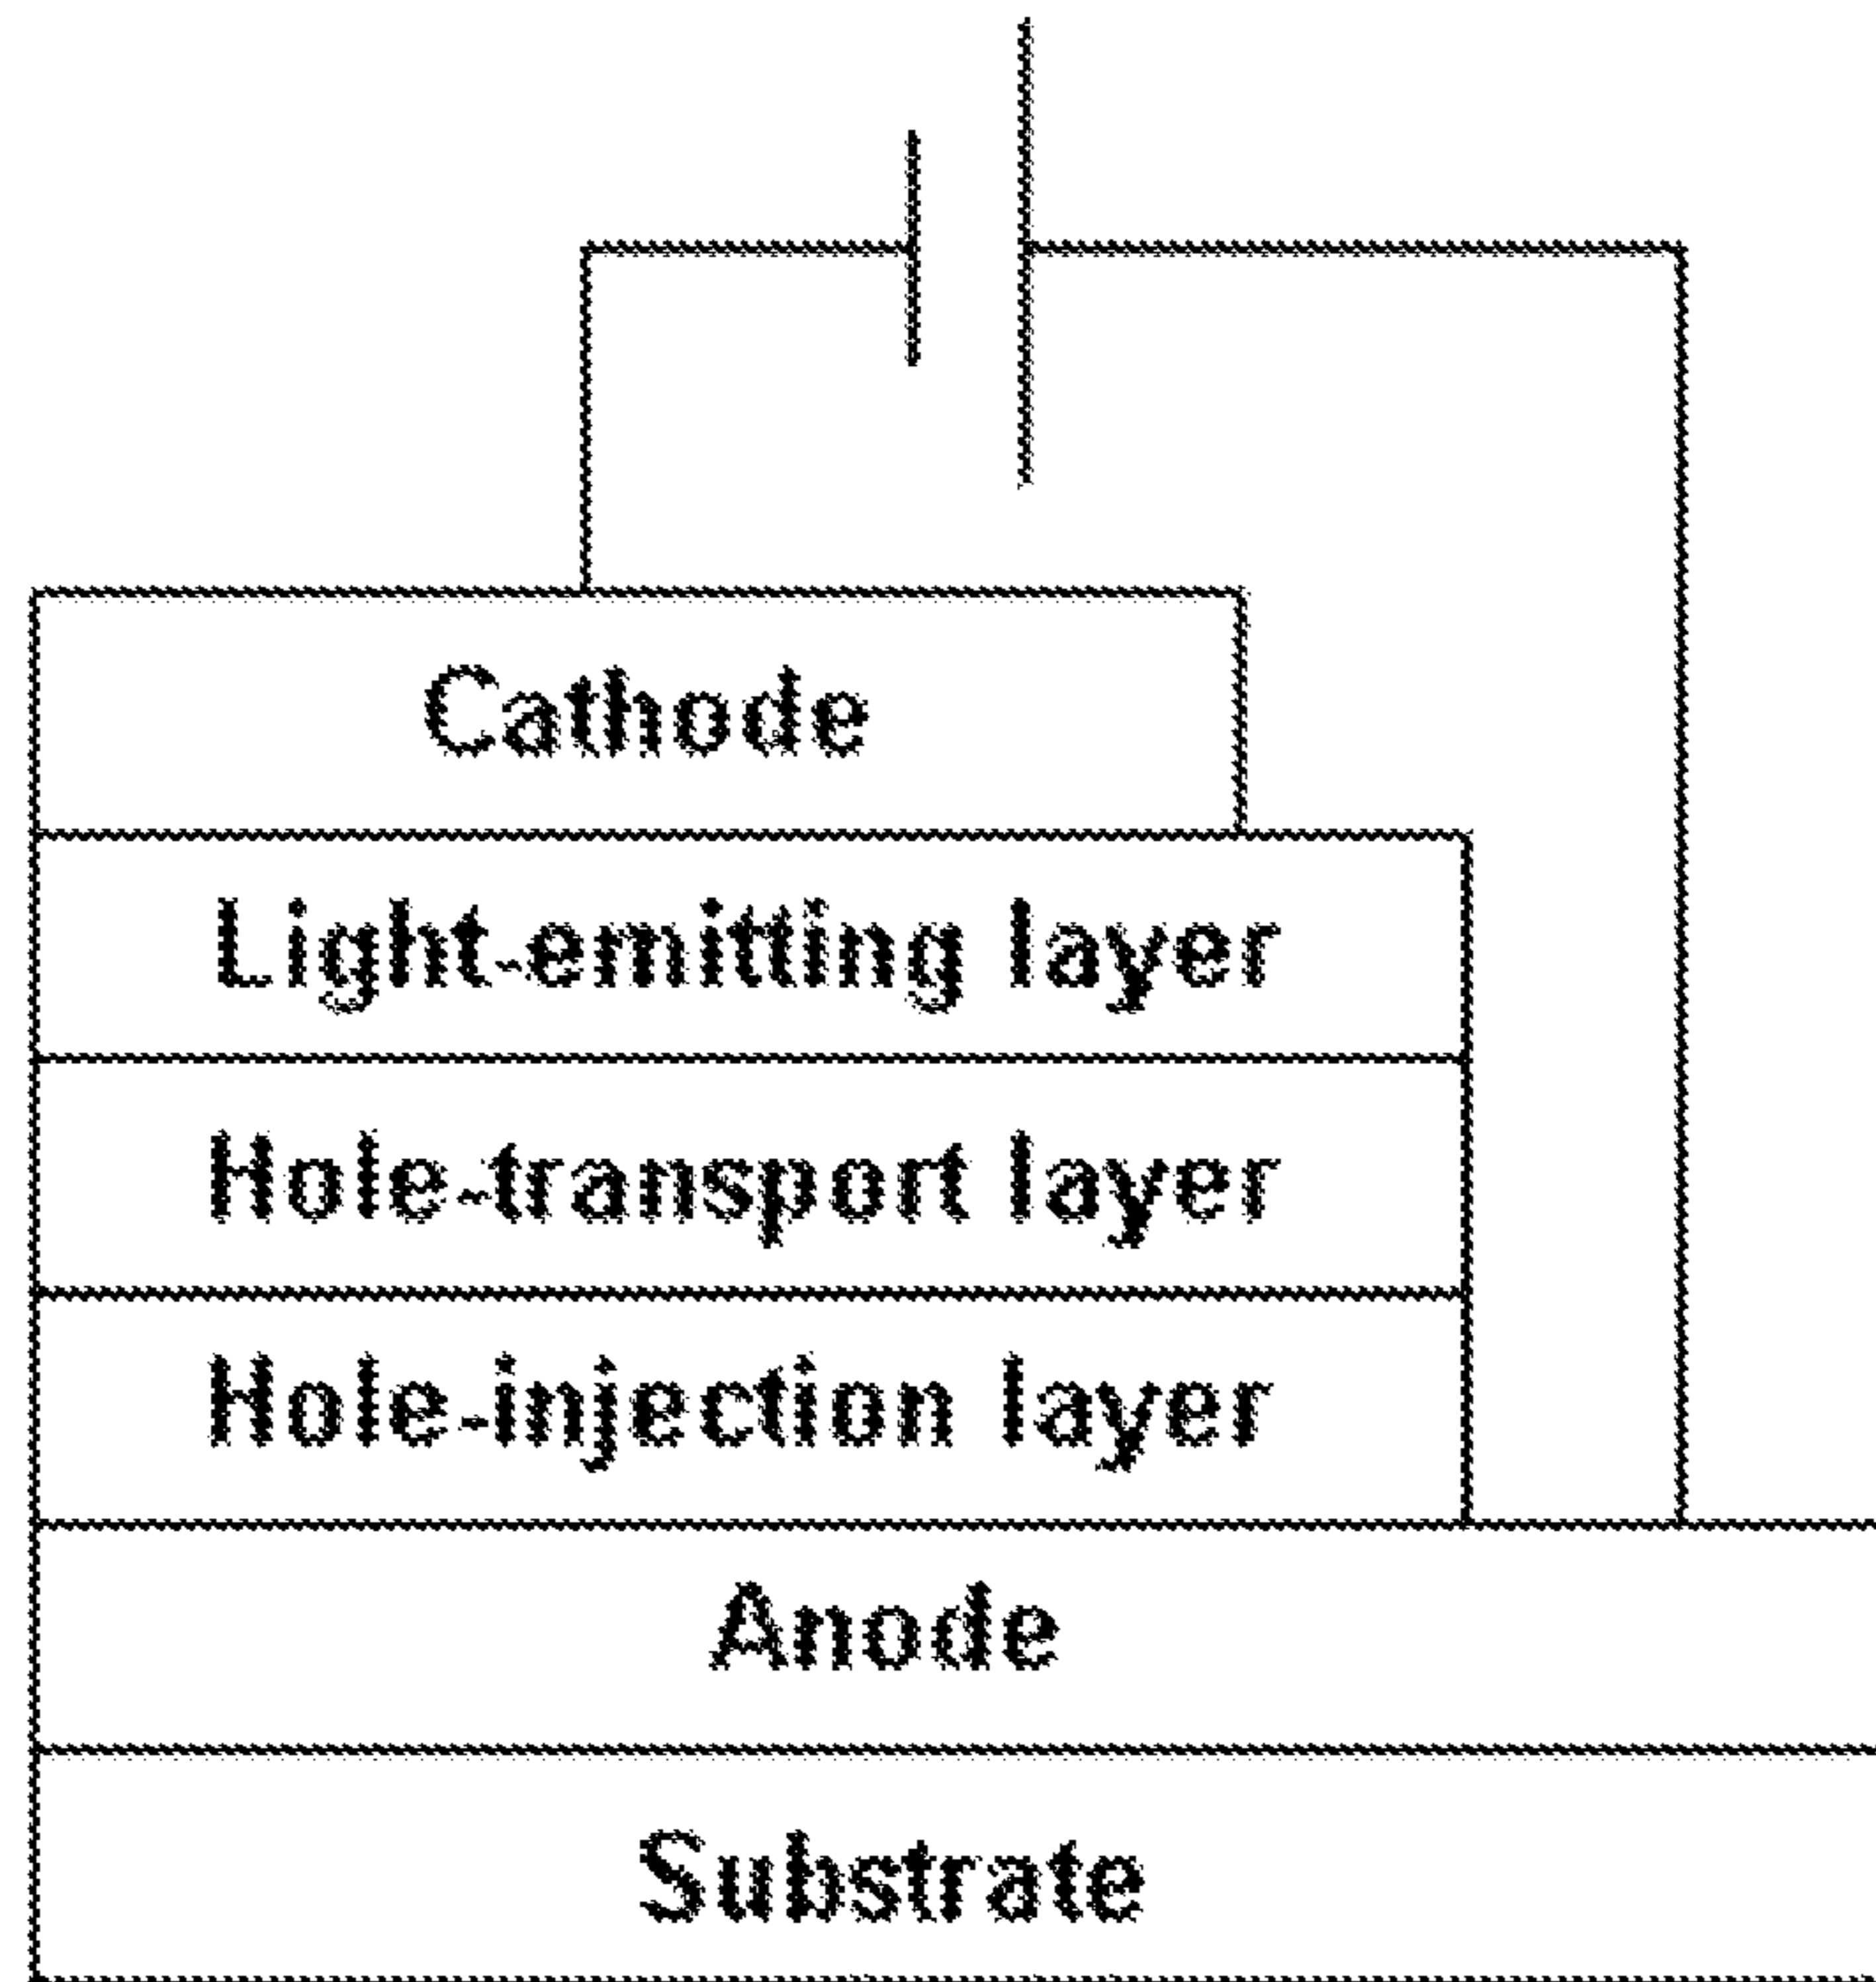 Cathode
Light-emitting layer
Hole-transport layer
Hole-injection layer
Anode
Substrate